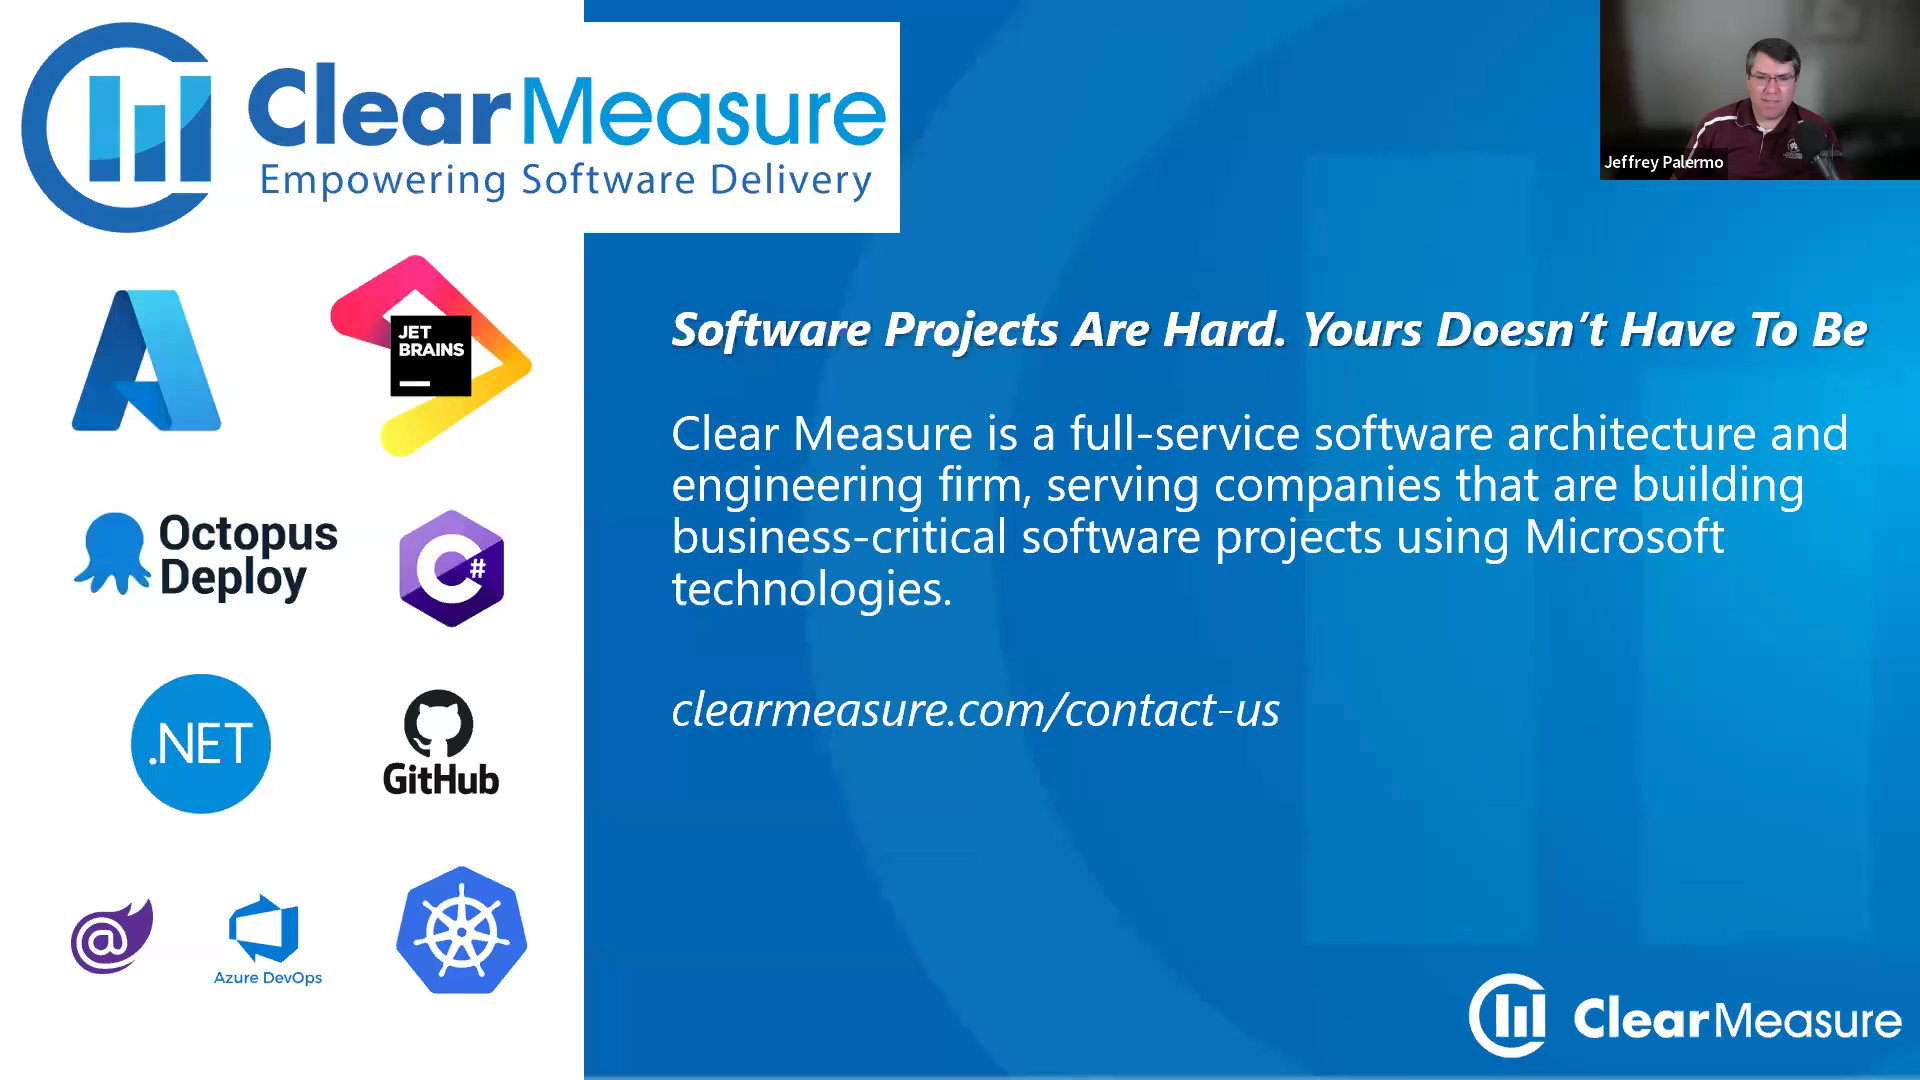 ClearMeasure
Empowering Software Delivery
Jeffrey Palermo
JET
BRAINS
Octopus
Deploy
C#
.NET
GitHub
@
Azure DevOps
Software Projects Are Hard. Yours Doesn’t Have To Be
Clear Measure is a full-service software architecture and
engineering firm, serving companies that are building
business-critical software projects using Microsoft
technologies.
clearmeasure.com/contact-us
ClearMeasure